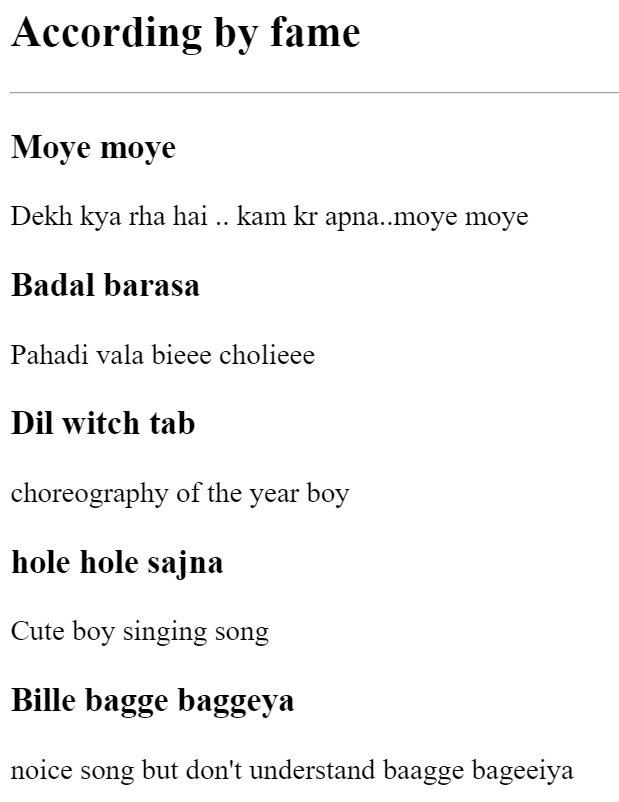 According by fame
Moye moye
Dekh kya rha hai .. kam kr apna..moye moye
Badal barasa
Pahadi vala bieee cholieee
Dil witch tab
choreography of the year boy
hole hole sajna
Cute boy singing song
Bille bagge baggeya
noice song but don't understand baagge bageeiya